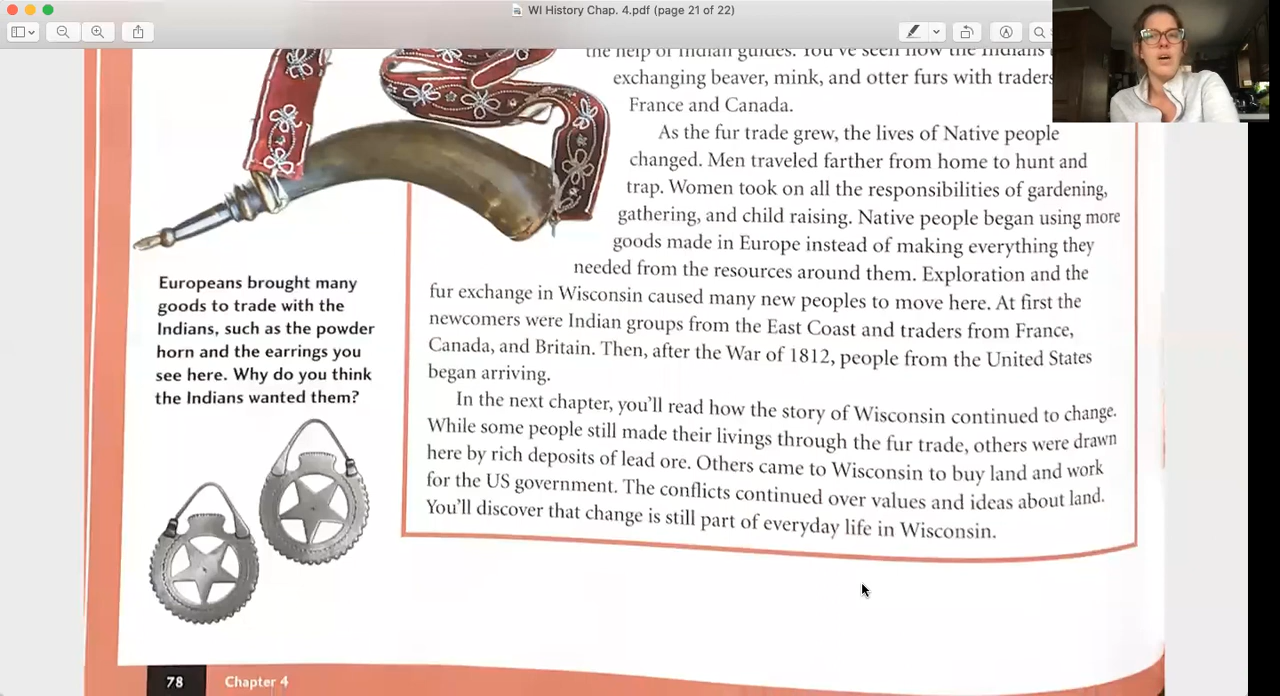 WI History Chap. 4.pdf (page 21 of 22)
the help of Indian guides. You've seen how the Indians
exchanging beaver, mink, and otter furs with traders
France and Canada.
As the fur trade grew, the lives of Native people
changed. Men traveled farther from home to hunt and
trap. Women took on all the responsibilities of gardening,
gathering, and child raising. Native people began using more
goods made in Europe instead of making everything they
needed from the resources around them. Exploration and the
fur exchange in Wisconsin caused many new peoples to move here. At first the
newcomers were Indian groups from the East Coast and traders from France,
Canada, and Britain. Then, after the War of 1812, people from the United States
began arriving.
In the next chapter, you'll read how the story of Wisconsin continued to change.
While some people still made their livings through the fur trade, others were drawn
here by rich deposits of lead ore. Others came to Wisconsin to buy land and work
for the US government. The conflicts continued over values and ideas about land.
You'll discover that change is still part of everyday life in Wisconsin.
Europeans brought many
goods to trade with the
Indians, such as the powder
horn and the earrings you
see here. Why do you think
the Indians wanted them?
78 Chapter 4